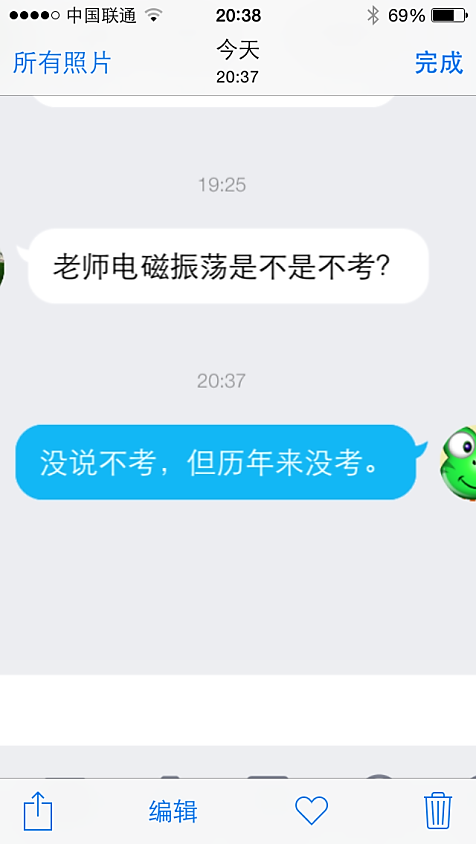 中国联通 20:38 69%
所有照片 今天 完成
20:37
19:25
老师电磁振荡是不是不考?
20:37
没说不考，但历年来没考。
编辑